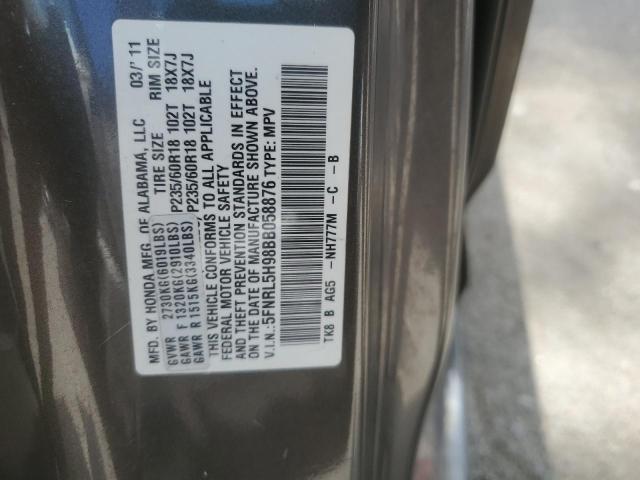 MFD. BY HONDA MFG. OF ALABAMA, LLC 03/'11
TIRE SIZE RIM SIZE
GVWR 2730KG(6019LBS)
GAWR F 1320KG(2910LBS) P235/60R18 102T 18X7J
GAWR R 1515KG(3340LBS) P235/60R18 102T 18X7J
THIS VEHICLE CONFORMS TO ALL APPLICABLE
FEDERAL MOTOR VEHICLE SAFETY
AND THEFT PREVENTION STANDARDS IN EFFECT
ON THE DATE OF MANUFACTURE SHOWN ABOVE.
V.I.N.: 5FNRL5H98BB058876 TYPE: MPV
TK8 B AG5 -NH777M -C -B